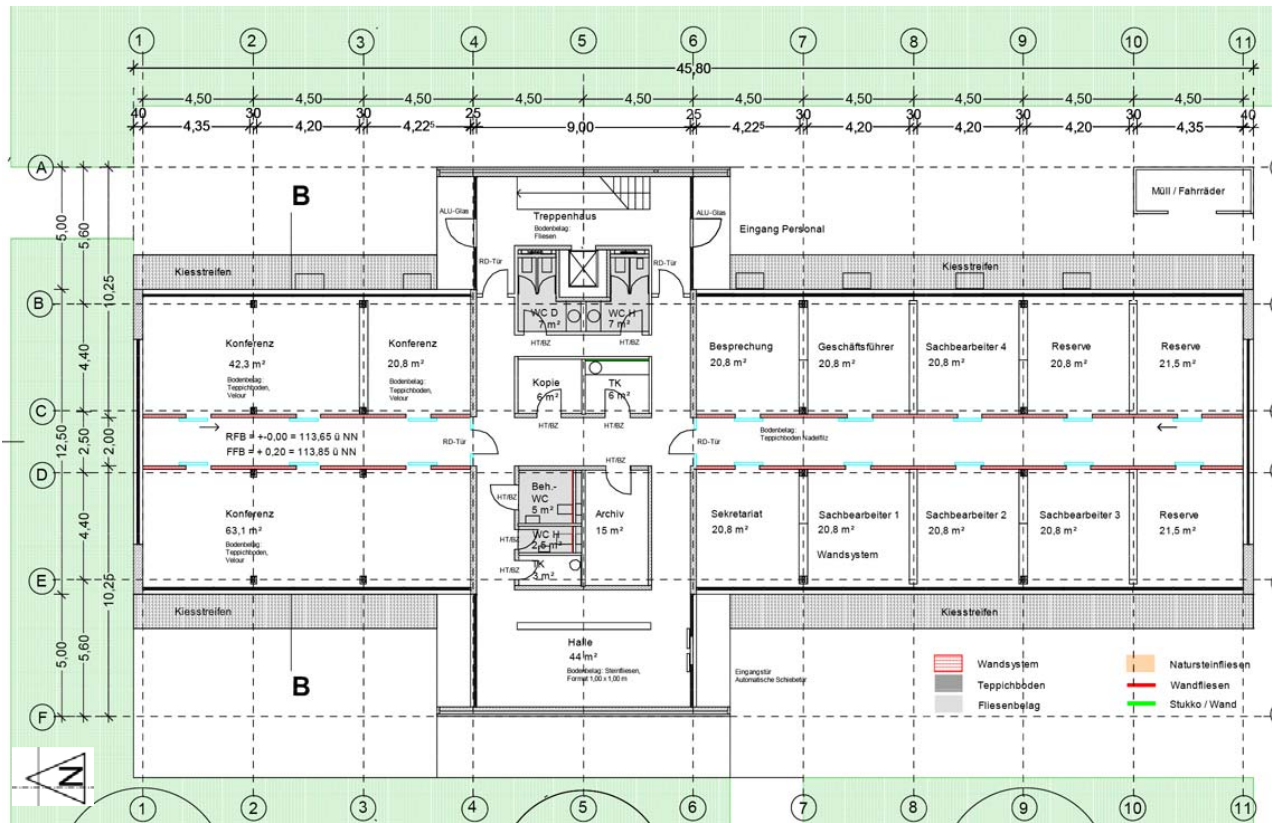 1 2 3 4 5 6 7 8 9 10 11
45,80
4,50 4,50 4,50 4,50 4,50 4,50 4,50 4,50 4,50 4,50
40 30 30 25 25 30 30 30 30 40
4,35 4,20 4,22⁵ 9,00 4,22⁵ 4,20 4,20 4,20 4,35
A
B
Müll / Fahrräder
ALU-Glas
Treppenhaus
Bodenbelag:
Fliesen
ALU-Glas
Eingang Personal
5,00
5,60
10,25
RD-Tür
RD-Tür
Kiesstreifen
Kiesstreifen
B
WC D
7 m²
WC H
7 m²
HT/BZ
HT/BZ
Konferenz
42,3 m²
Bodenbelag:
Teppichboden,
Velour
Konferenz
20,8 m²
Bodenbelag:
Teppichboden,
Velour
Besprechung
20,8 m²
Geschäftsführer
20,8 m²
Sachbearbeiter 4
20,8 m²
Reserve
20,8 m²
Reserve
21,5 m²
4,40
Kopie
6 m²
TK
6 m²
C
HT/BZ
HT/BZ
12,50
2,50
2,00
RFB = +-0,00 = 113,65 ü NN
FFB = + 0,20 = 113,85 ü NN
RD-Tür
RD-Tür
Bodenbelag:
Teppichboden Nadelfilz
HT/BZ
D
Beh.-
WC
5 m²
HT/BZ
Archiv
15 m²
Konferenz
63,1 m²
Bodenbelag:
Teppichboden,
Velour
Sekretariat
20,8 m²
Sachbearbeiter 1
20,8 m²
Wandsystem
Sachbearbeiter 2
20,8 m²
Sachbearbeiter 3
20,8 m²
Reserve
21,5 m²
4,40
HT/BZ
WC H
2,5 m²
HT/BZ
TK
3 m²
E
10,25
Kiesstreifen
Kiesstreifen
5,00
5,60
Halle
44 m²
Bodenbelag: Steinfliesen,
Format 1,00 x 1,00 m
Eingangstür
Automatische Schiebetür
B
Wandsystem
Teppichboden
Fliesenbelag
Natursteinfliesen
Wandfliesen
Stukko / Wand
F
N
1 2 3 4 5 6 7 8 9 10 11